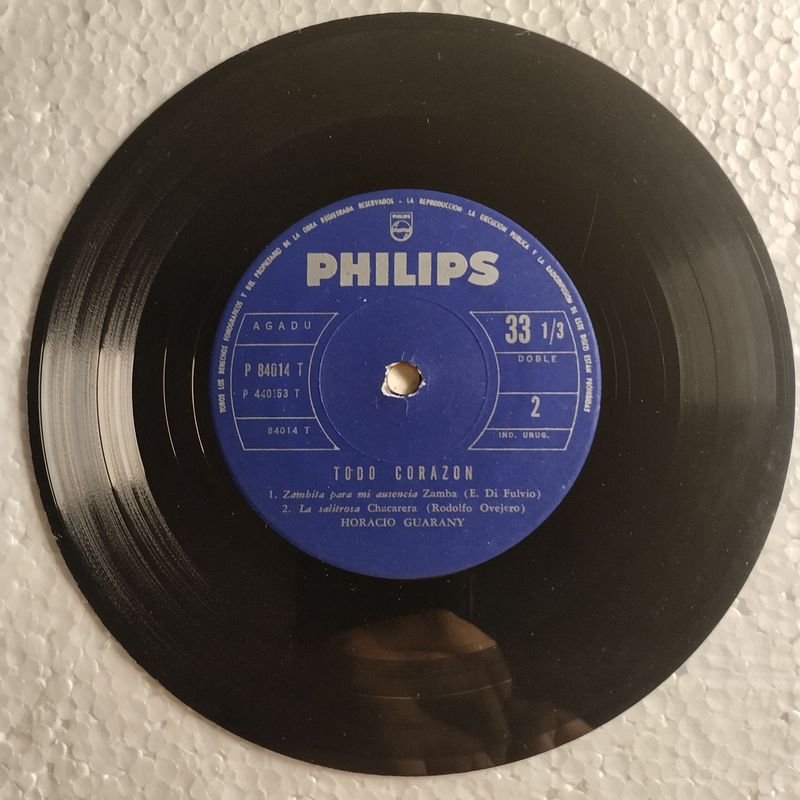 TODOS LOS DERECHOS FONOGRAFICOS Y DEL PROPIETARIO DE LA OBRA REGISTRADA RESERVADOS - LA REPRODUCCION LA EJECUCION PUBLICA Y LA RADIODIFUSION DE ESTE DISCO ESTAN PROHIBIDAS
PHILIPS
PHILIPS
AGADU
33 1/3
DOBLE
P 84014 T
P 440153 T
2
84014 T
IND. URUG.
TODO CORAZON
1. Zambita para mi ausencia Zamba (E. Di Fulvio)
2. La salitrosa Chacarera (Rodolfo Ovejero)
HORACIO GUARANY